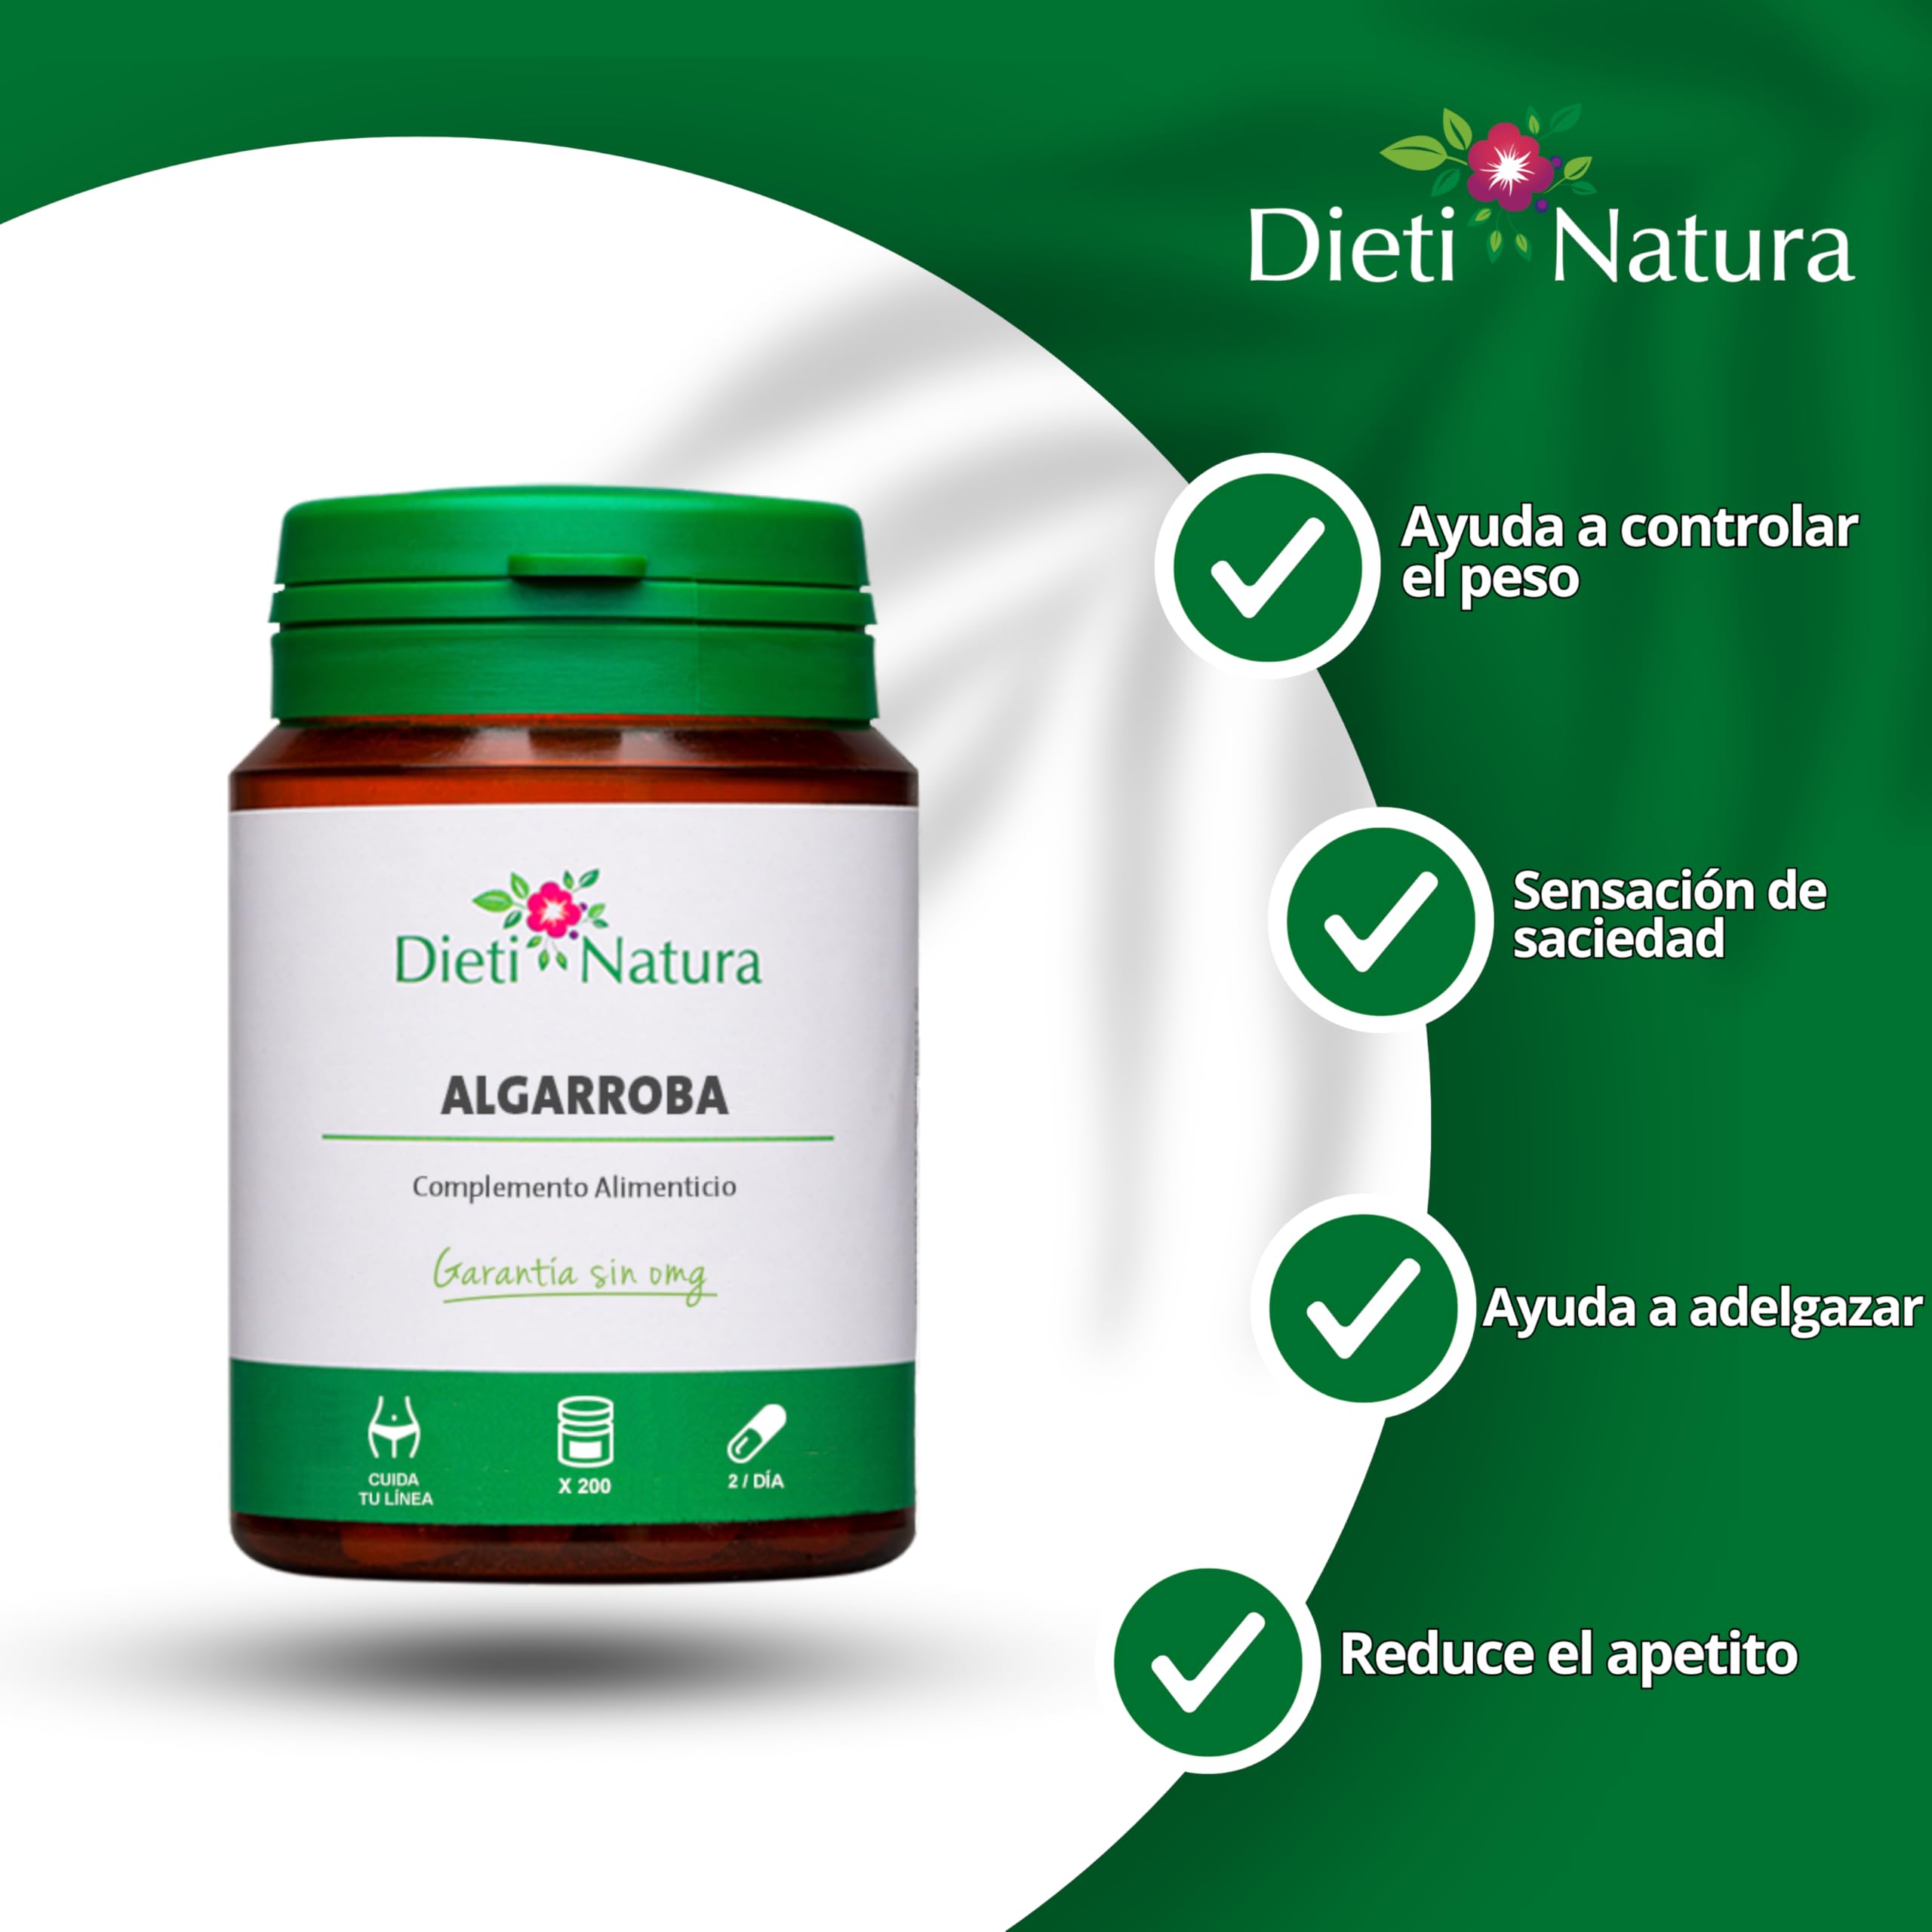 Dieti Natura
Ayuda a controlar
el peso
Sensación de
saciedad
Ayuda a adelgazar
Reduce el apetito
Dieti Natura
ALGARROBA
Complemento Alimenticio
Garantía sin omg
CUIDA
TU LÍNEA
X 200
2 / DÍA